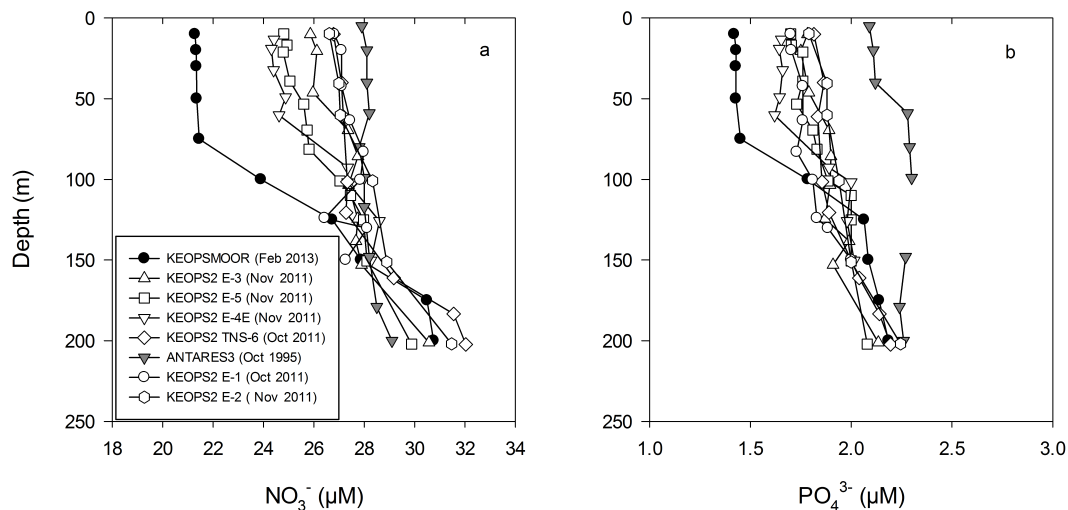 0
50
100
150
200
250
Depth (m)
a
KEOPSMOOR (Feb 2013)
KEOPS2 E-3 (Nov 2011)
KEOPS2 E-5 (Nov 2011)
KEOPS2 E-4E (Nov 2011)
KEOPS2 TNS-6 (Oct 2011)
ANTARES3 (Oct 1995)
KEOPS2 E-1 (Oct 2011)
KEOPS2 E-2 ( Nov 2011)
18 20 22 24 26 28 30 32 34
NO₃⁻ (µM)
0
50
100
150
200
250
b
1.0 1.5 2.0 2.5 3.0
PO₄³⁻ (µM)